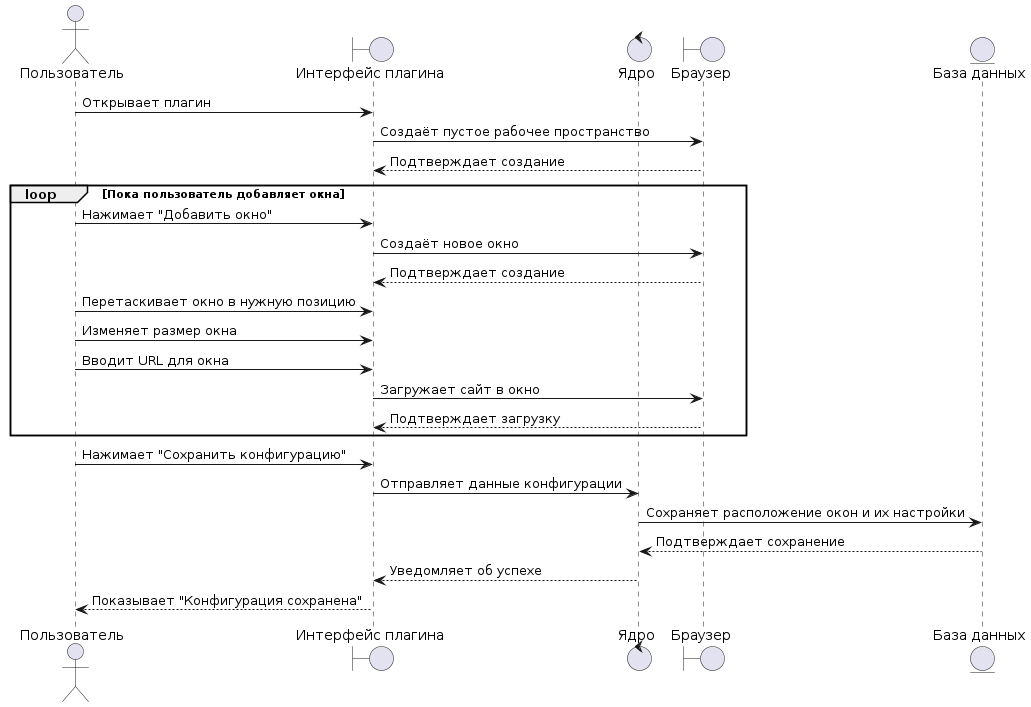 Пользователь
Интерфейс плагина
Ядро
Браузер
База данных
Открывает плагин
Создаёт пустое рабочее пространство
Подтверждает создание
loop [Пока пользователь добавляет окна]
Нажимает "Добавить окно"
Создаёт новое окно
Подтверждает создание
Перетаскивает окно в нужную позицию
Изменяет размер окна
Вводит URL для окна
Загружает сайт в окно
Подтверждает загрузку
Нажимает "Сохранить конфигурацию"
Отправляет данные конфигурации
Сохраняет расположение окон и их настройки
Подтверждает сохранение
Уведомляет об успехе
Показывает "Конфигурация сохранена"
Пользователь
Интерфейс плагина
Ядро
Браузер
База данных